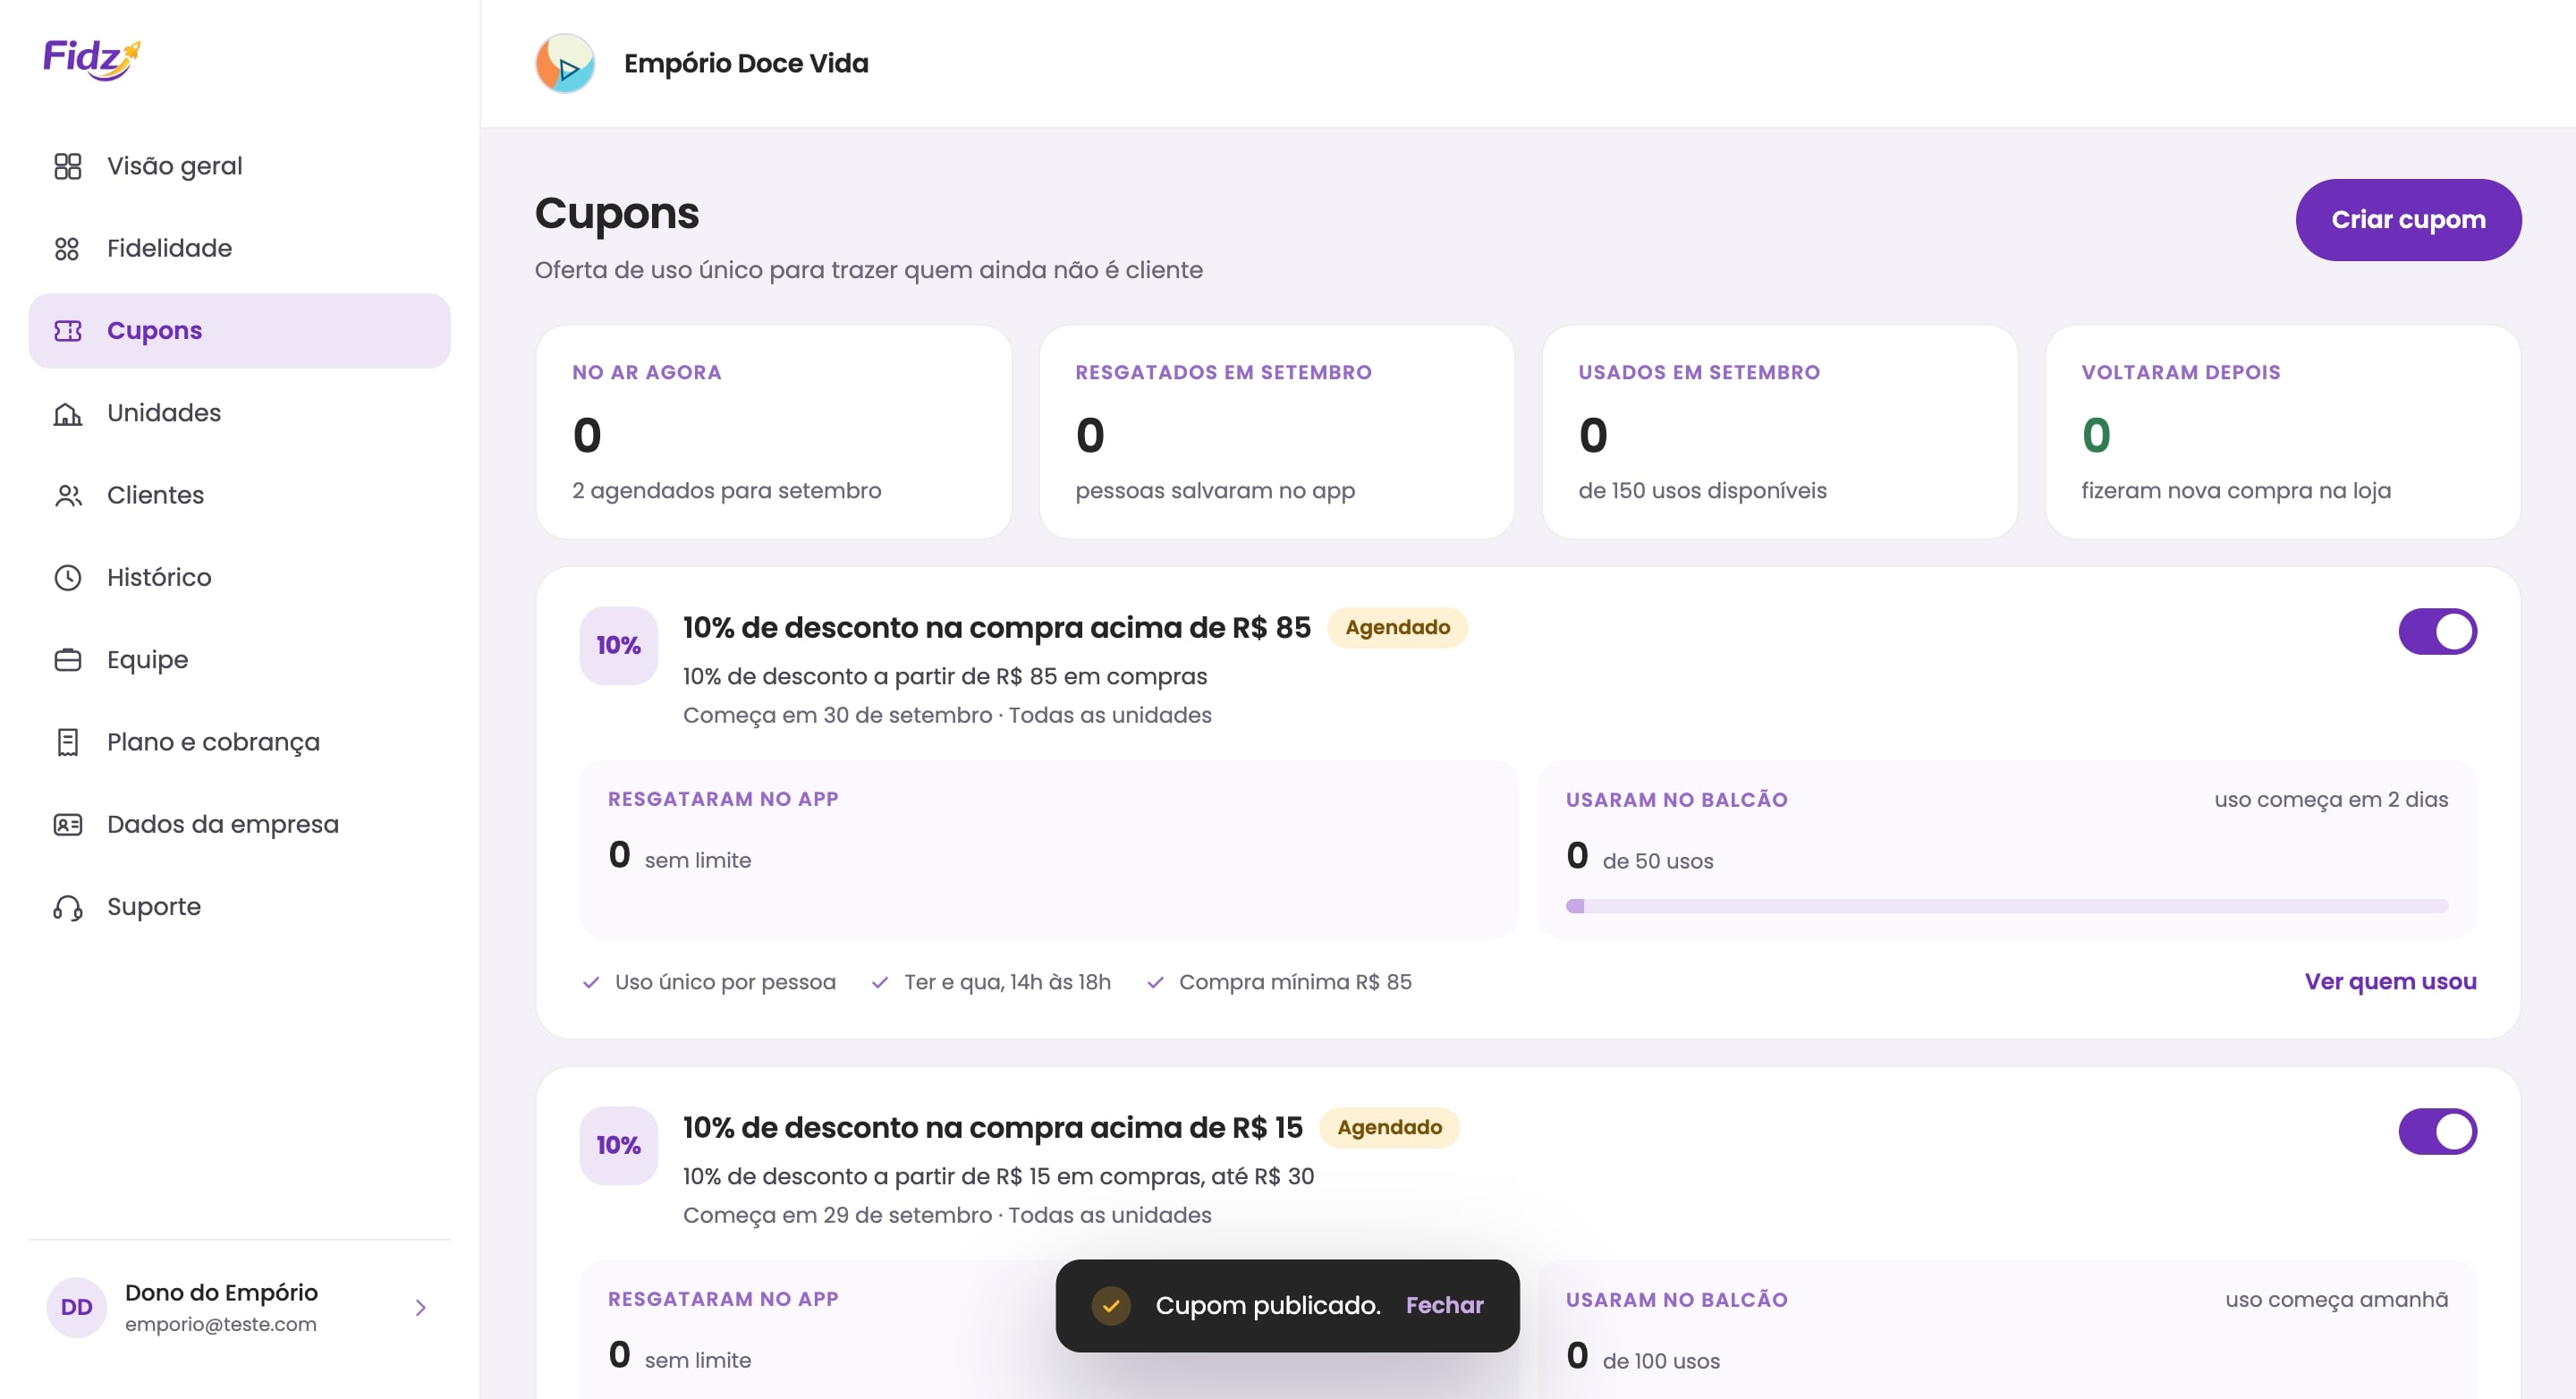 Fidz
Empório Doce Vida
Visão geral
Fidelidade
Cupons
Unidades
Clientes
Histórico
Equipe
Plano e cobrança
Dados da empresa
Suporte
DD
Dono do Empório
emporio@teste.com
Cupons
Oferta de uso único para trazer quem ainda não é cliente
Criar cupom
NO AR AGORA
0
2 agendados para setembro
RESGATADOS EM SETEMBRO
0
pessoas salvaram no app
USADOS EM SETEMBRO
0
de 150 usos disponíveis
VOLTARAM DEPOIS
0
fizeram nova compra na loja
10%
10% de desconto na compra acima de R$ 85 Agendado
10% de desconto a partir de R$ 85 em compras
Começa em 30 de setembro · Todas as unidades
RESGATARAM NO APP
0 sem limite
USARAM NO BALCÃO uso começa em 2 dias
0 de 50 usos
Uso único por pessoa Ter e qua, 14h às 18h Compra mínima R$ 85 Ver quem usou
10%
10% de desconto na compra acima de R$ 15 Agendado
10% de desconto a partir de R$ 15 em compras, até R$ 30
Começa em 29 de setembro · Todas as unidades
RESGATARAM NO APP
0 sem limite
USARAM NO BALCÃO uso começa amanhã
0 de 100 usos
Cupom publicado. Fechar